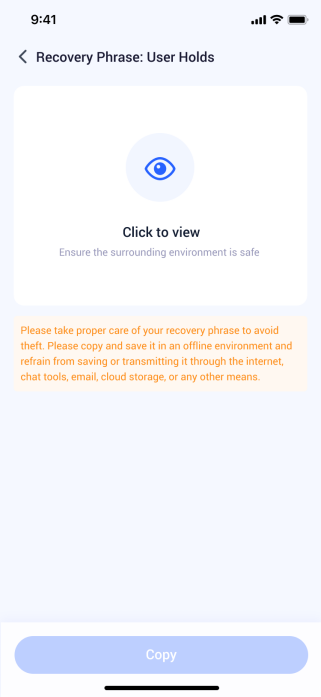 9:41
Recovery Phrase: User Holds
Click to view
Ensure the surrounding environment is safe
Please take proper care of your recovery phrase to avoid
theft. Please copy and save it in an offline environment and
refrain from saving or transmitting it through the internet,
chat tools, email, cloud storage, or any other means.
Copy